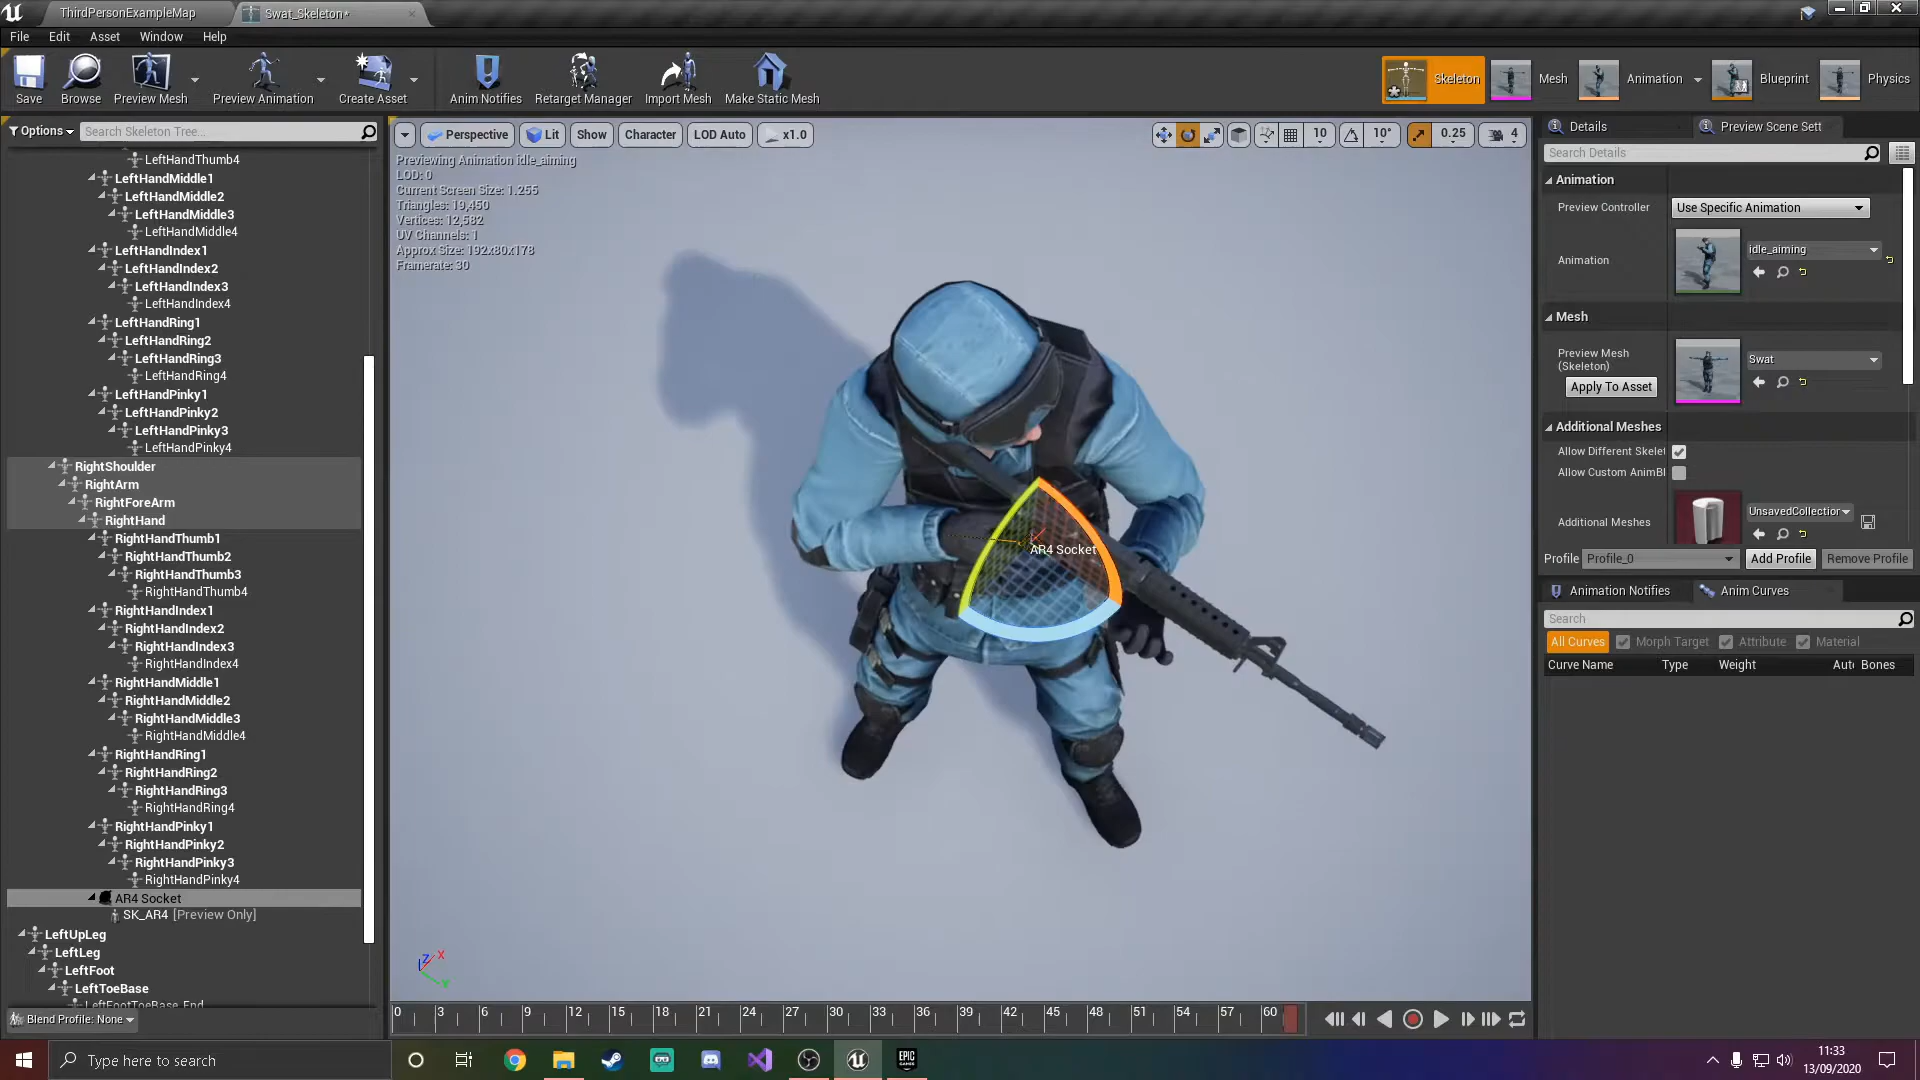 ThirdPersonExampleMap
Swat_Skeleton*
File Edit Asset Window Help
Save Browse Preview Mesh Preview Animation Create Asset Anim Notifies Retarget Manager Import Mesh Make Static Mesh
Skeleton Mesh Animation Blueprint Physics
Options Search Skeleton Tree...
LeftHandThumb4
LeftHandMiddle1
LeftHandMiddle2
LeftHandMiddle3
LeftHandMiddle4
LeftHandIndex1
LeftHandIndex2
LeftHandIndex3
LeftHandIndex4
LeftHandRing1
LeftHandRing2
LeftHandRing3
LeftHandRing4
LeftHandPinky1
LeftHandPinky2
LeftHandPinky3
LeftHandPinky4
RightShoulder
RightArm
RightForeArm
RightHand
RightHandThumb1
RightHandThumb2
RightHandThumb3
RightHandThumb4
RightHandIndex1
RightHandIndex2
RightHandIndex3
RightHandIndex4
RightHandMiddle1
RightHandMiddle2
RightHandMiddle3
RightHandMiddle4
RightHandRing1
RightHandRing2
RightHandRing3
RightHandRing4
RightHandPinky1
RightHandPinky2
RightHandPinky3
RightHandPinky4
AR4 Socket
SK_AR4 [Preview Only]
LeftUpLeg
LeftLeg
LeftFoot
LeftToeBase
LeftFootToeBase_End
Blend Profile: None
Perspective Lit Show Character LOD Auto x1.0
10 10° 0.25 4
Previewing Animation idle_aiming
LOD: 0
Current Screen Size: 1.255
Triangles: 19,450
Vertices: 12,582
UV Channels: 1
Approx Size: 192x80x178
Framerate: 30
AR4 Socket
Z X Y
0 3 6 9 12 15 18 21 24 27 30 33 36 39 42 45 48 51 54 57 60
Details Preview Scene Sett
Search Details
Animation
Preview Controller Use Specific Animation
Animation idle_aiming
Mesh
Preview Mesh
(Skeleton)
Swat
Apply To Asset
Additional Meshes
Allow Different Skelet
Allow Custom AnimBl
Additional Meshes UnsavedCollection
Profile Profile_0 Add Profile Remove Profile
Animation Notifies Anim Curves
Search
All Curves Morph Target Attribute Material
Curve Name Type Weight Aut Bones
Type here to search
EPIC
GAMES
11:33
13/09/2020